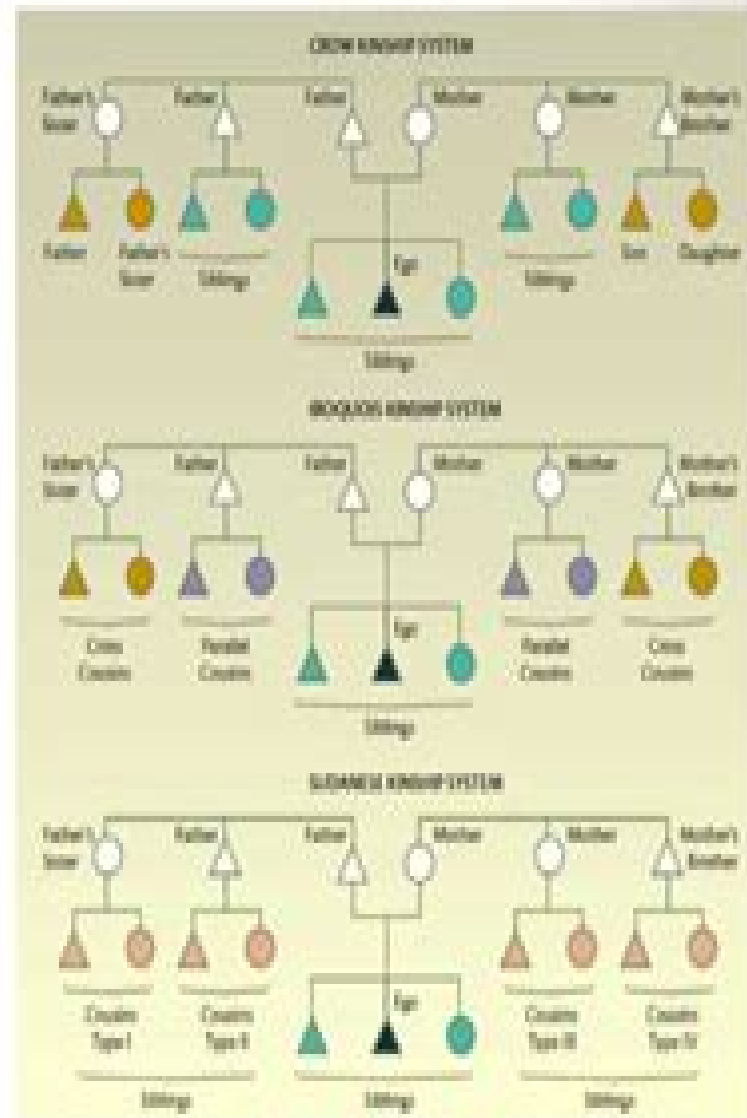 CROW KINSHIP SYSTEM
Father's Sister
Father
Father
Mother
Mother
Mother's Brother
Father
Father's Sister
Siblings
Ego
Siblings
Son
Daughter
Siblings
IROQUOIS KINSHIP SYSTEM
Father's Sister
Father
Father
Mother
Mother
Mother's Brother
Cross Cousins
Parallel Cousins
Ego
Parallel Cousins
Cross Cousins
Siblings
SUDANESE KINSHIP SYSTEM
Father's Sister
Father
Father
Mother
Mother
Mother's Brother
Cousins Type I
Cousins Type II
Ego
Cousins Type III
Cousins Type IV
Siblings
Siblings
Siblings